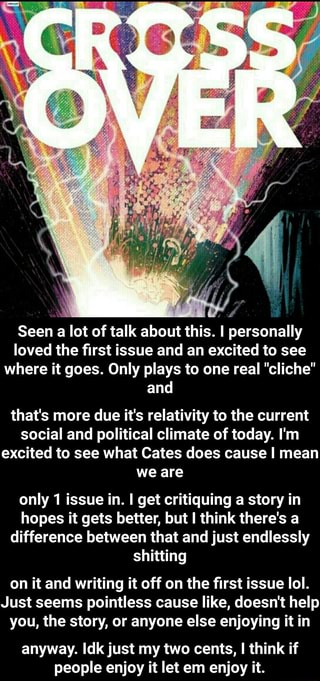 CROSS
OVER
Seen a lot of talk about this. I personally
loved the first issue and an excited to see
where it goes. Only plays to one real "cliche"
and
that's more due it's relativity to the current
social and political climate of today. I'm
excited to see what Cates does cause I mean
we are
only 1 issue in. I get critiquing a story in
hopes it gets better, but I think there's a
difference between that and just endlessly
shitting
on it and writing it off on the first issue lol.
Just seems pointless cause like, doesn't help
you, the story, or anyone else enjoying it in
anyway. Idk just my two cents, I think if
people enjoy it let em enjoy it.